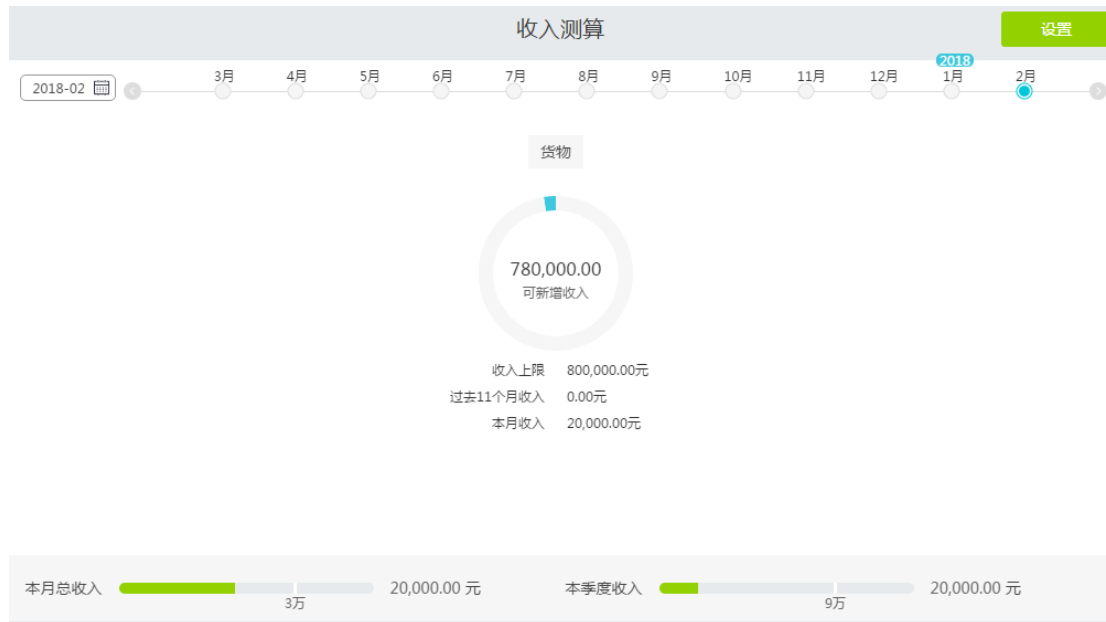 收入测算
设置
2018-02
3月 4月 5月 6月 7月 8月 9月 10月 11月 12月 1月 2月
2018
货物
780,000.00
可新增收入
收入上限 800,000.00元
过去11个月收入 0.00元
本月收入 20,000.00元
本月总收入 20,000.00 元
3万
本季度收入 20,000.00 元
9万